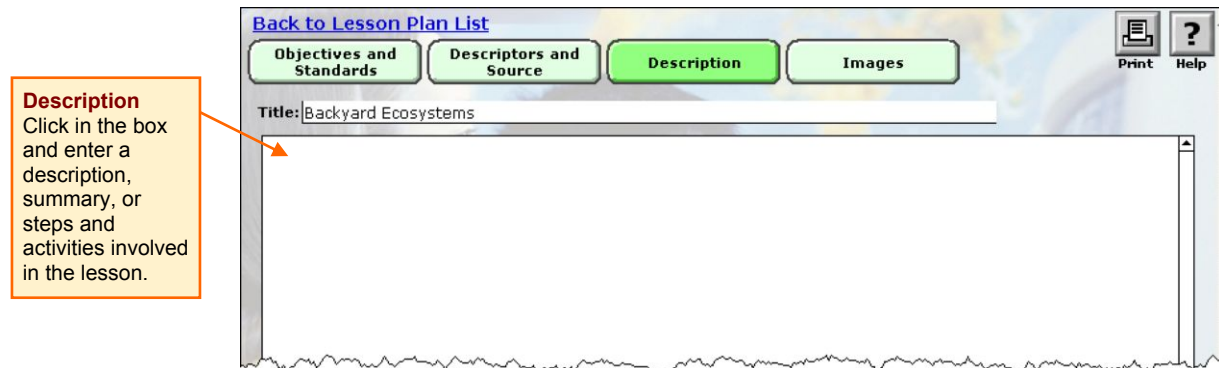 Back to Lesson Plan List
Objectives and
Standards
Descriptors and
Source
Description
Images
Print
Help
Title: Backyard Ecosystems
Description
Click in the box
and enter a
description,
summary, or
steps and
activities involved
in the lesson.